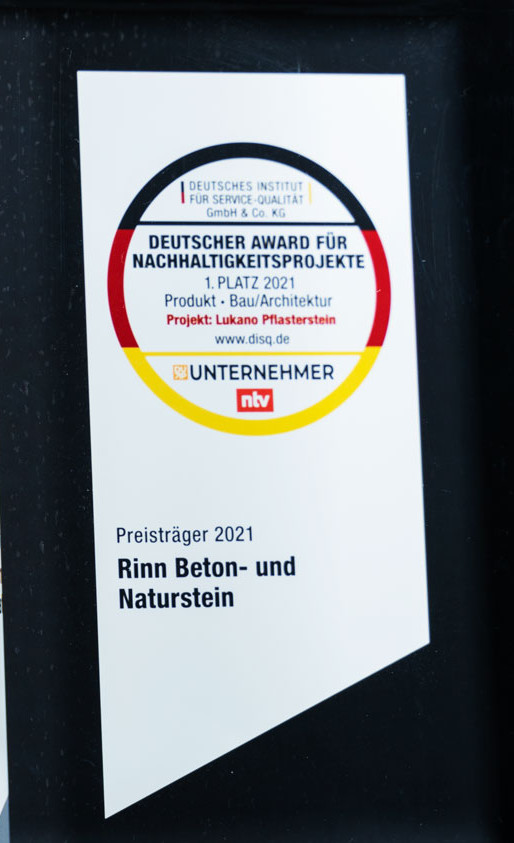 DEUTSCHES INSTITUT
FÜR SERVICE-QUALITÄT
GmbH & Co. KG
DEUTSCHER AWARD FÜR
NACHHALTIGKEITSPROJEKTE
1. PLATZ 2021
Produkt • Bau/Architektur
Projekt: Lukano Pflasterstein
www.disq.de
UNTERNEHMER
ntv
Preisträger 2021
Rinn Beton- und
Naturstein